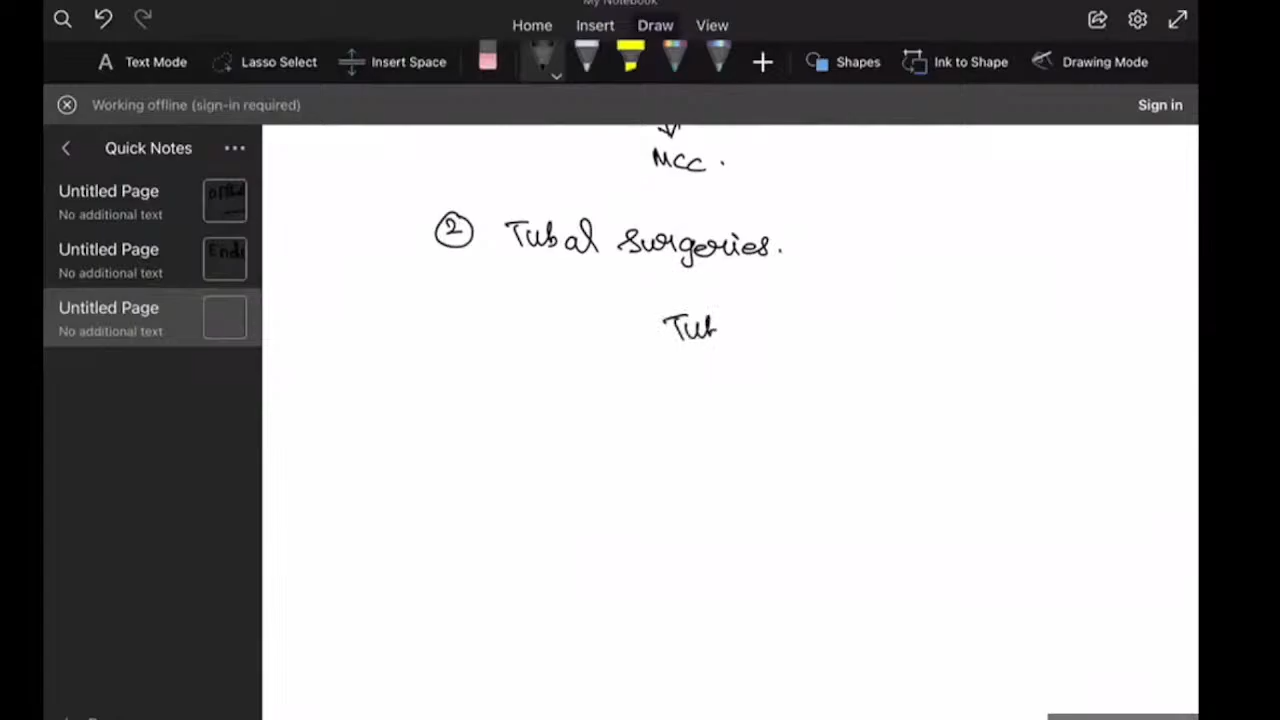 My Notebook
Home Insert Draw View
Text Mode Lasso Select Insert Space Shapes Ink to Shape Drawing Mode
Working offline (sign-in required) Sign in
Quick Notes
Untitled Page
No additional text
Untitled Page
No additional text
Untitled Page
No additional text
MCC.
② Tubal surgeries.
Tub